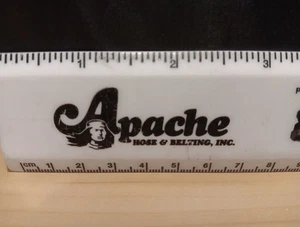 1 2 3
Apache
HOSE & BELTING, INC.
cm 1 2 3 4 5 6 7 8